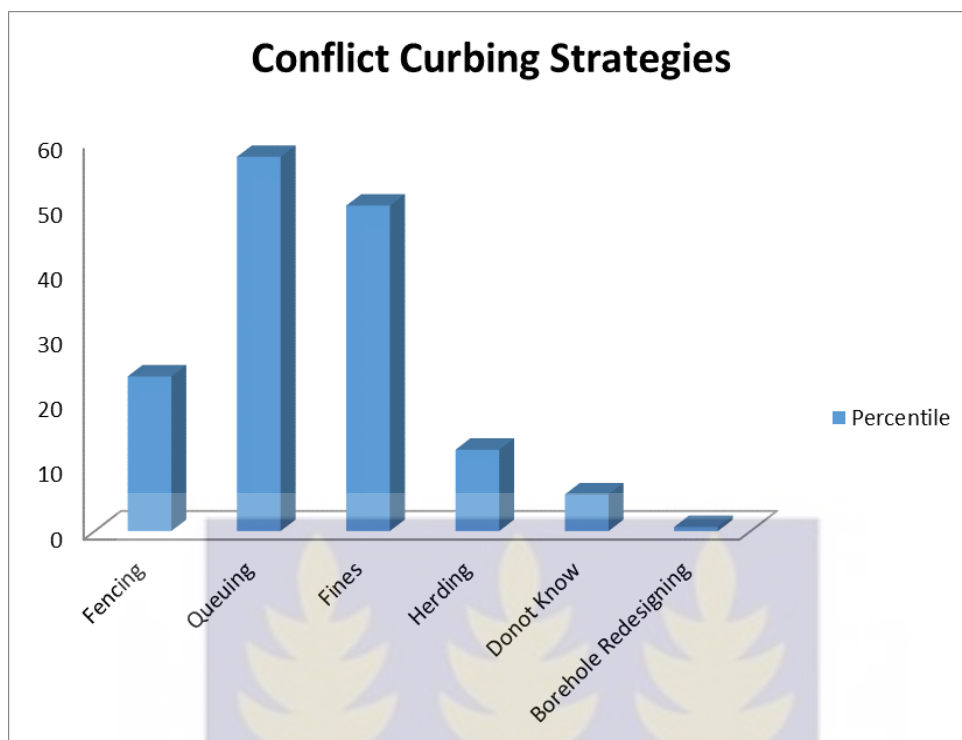 Conflict Curbing Strategies
60
50
40
30
20
10
0
Fencing
Queuing
Fines
Herding
Donot Know
Borehole Redesigning
Percentile